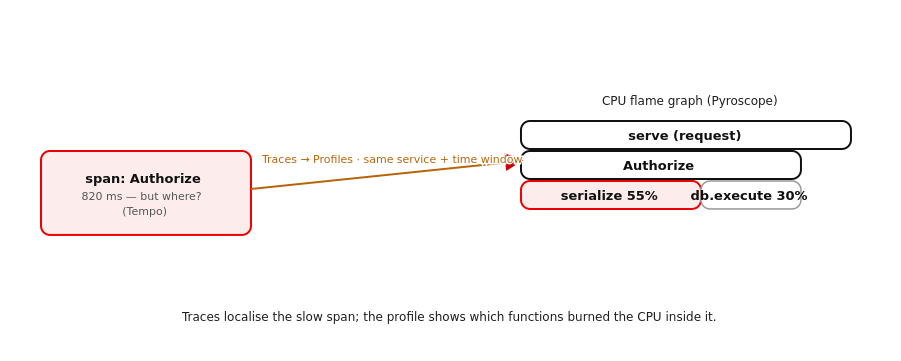 CPU flame graph (Pyroscope)
serve (request)
Traces → Profiles · same service + time window
Authorize
span: Authorize
820 ms — but where?
(Tempo)
serialize 55%
db.execute 30%
Traces localise the slow span; the profile shows which functions burned the CPU inside it.